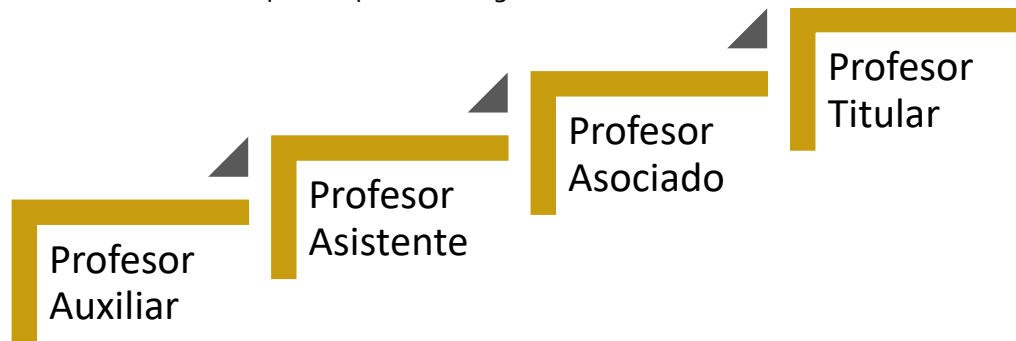 Profesor
Auxiliar
Profesor
Asistente
Profesor
Asociado
Profesor
Titular